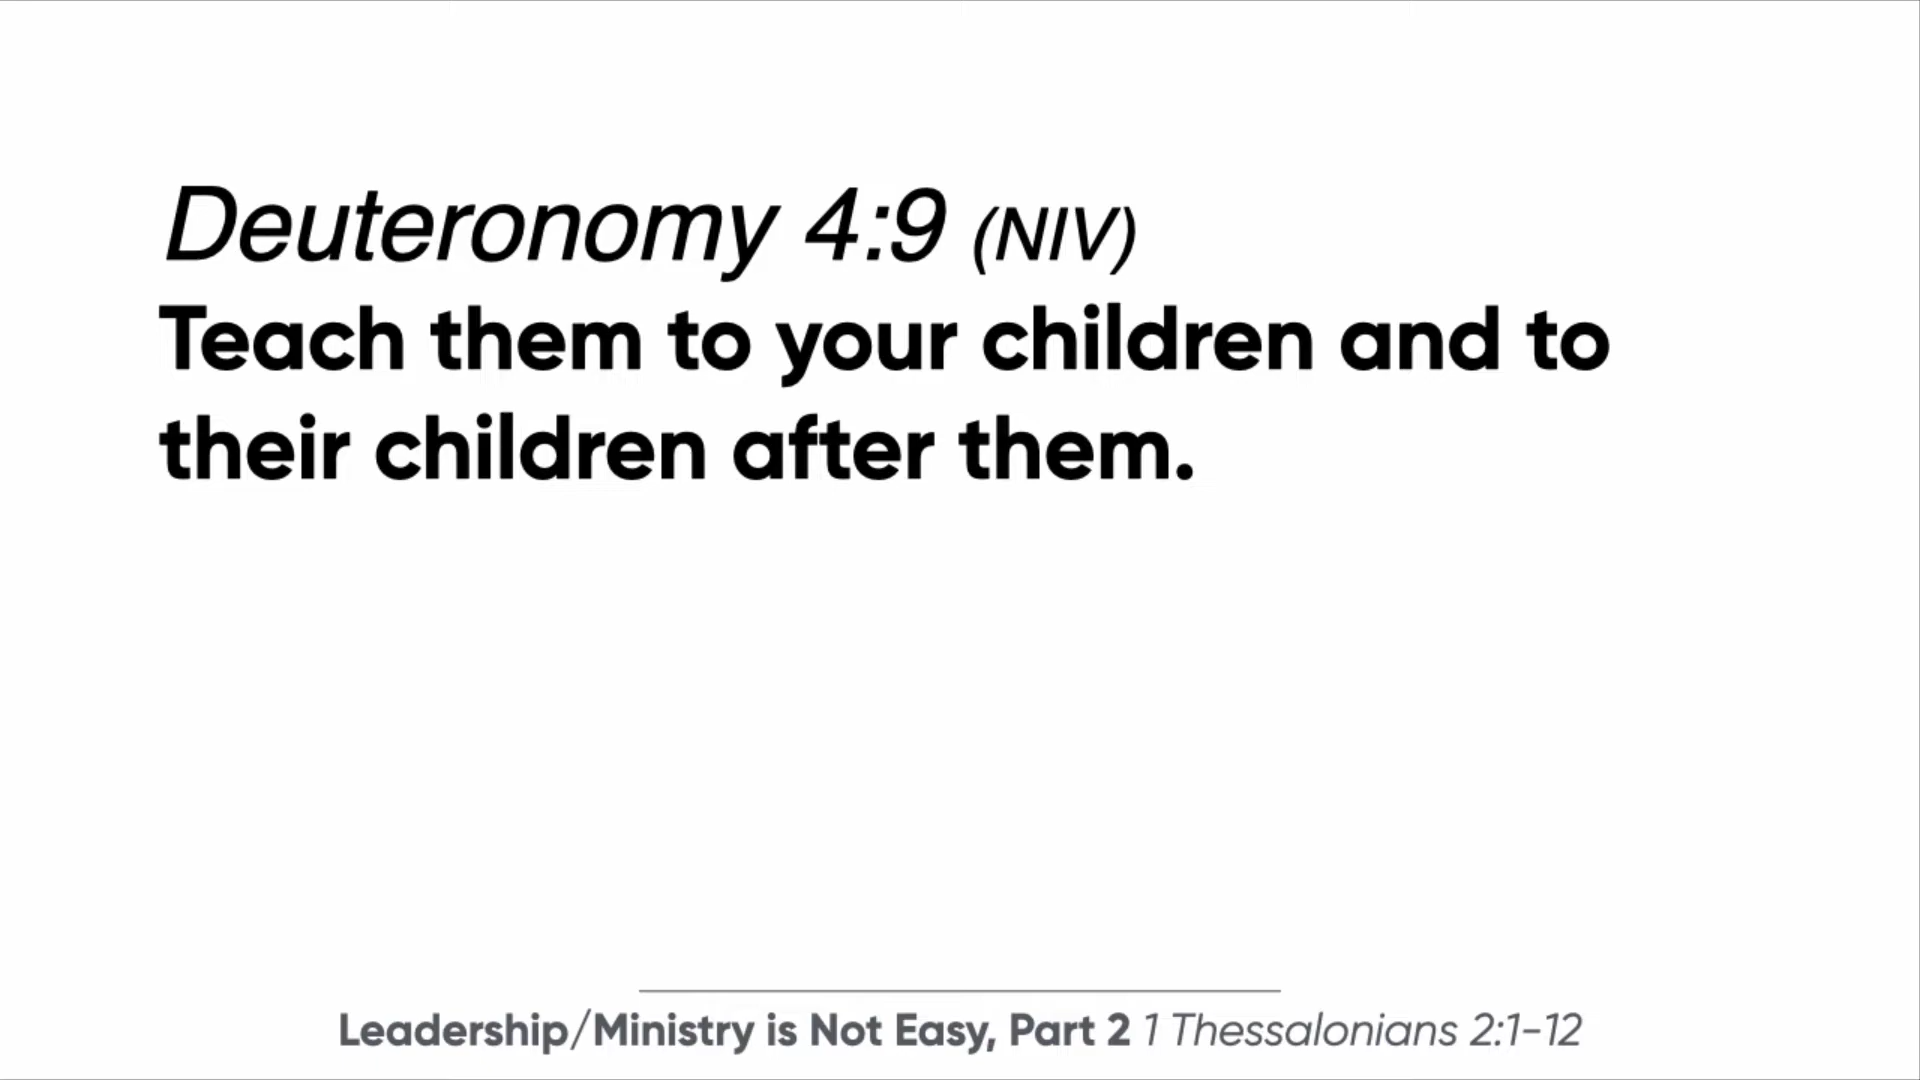 Deuteronomy 4:9 (NIV)
Teach them to your children and to
their children after them.
Leadership/Ministry is Not Easy, Part 2 1 Thessalonians 2:1–12